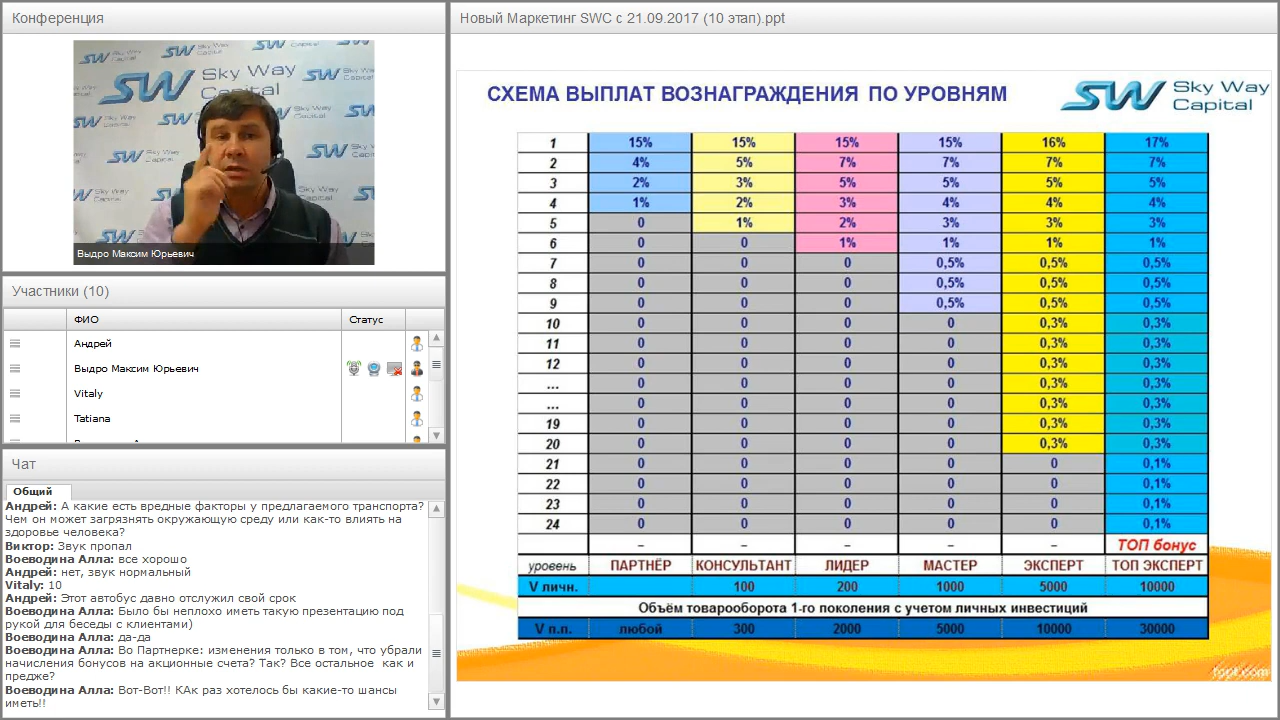 Конференция
SW Sky Way Capital
Выдро Максим Юрьевич
Участники (10)
ФИО Статус
Андрей
Выдро Максим Юрьевич
Vitaly
Tatiana
Чат
Общий
Андрей: А какие есть вредные факторы у предлагаемого транспорта?
Чем он может загрязнять окружающую среду или как-то влиять на
здоровье человека?
Виктор: Звук пропал
Воеводина Алла: все хорошо
Андрей: нет, звук нормальный
Vitaly: 10
Андрей: Этот автобус давно отслужил свой срок
Воеводина Алла: Было бы неплохо иметь такую презентацию под
рукой для беседы с клиентами)
Воеводина Алла: да-да
Воеводина Алла: Во Партнерке: изменения только в том, что убрали
начисления бонусов на акционные счета? Так? Все остальное как и
предже?
Воеводина Алла: Вот-Вот!! КАк раз хотелось бы какие-то шансы
иметь!!
Новый Маркетинг SWC с 21.09.2017 (10 этап).ppt
СХЕМА ВЫПЛАТ ВОЗНАГРАЖДЕНИЯ ПО УРОВНЯМ
SW Sky Way
Capital
1 15% 15% 15% 15% 16% 17%
2 4% 5% 7% 7% 7% 7%
3 2% 3% 5% 5% 5% 5%
4 1% 2% 3% 4% 4% 4%
5 0 1% 2% 3% 3% 3%
6 0 0 1% 1% 1% 1%
7 0 0 0 0,5% 0,5% 0,5%
8 0 0 0 0,5% 0,5% 0,5%
9 0 0 0 0,5% 0,5% 0,5%
10 0 0 0 0 0,3% 0,3%
11 0 0 0 0 0,3% 0,3%
12 0 0 0 0 0,3% 0,3%
... 0 0 0 0 0,3% 0,3%
... 0 0 0 0 0,3% 0,3%
19 0 0 0 0 0,3% 0,3%
20 0 0 0 0 0,3% 0,3%
21 0 0 0 0 0 0,1%
22 0 0 0 0 0 0,1%
23 0 0 0 0 0 0,1%
24 0 0 0 0 0 0,1%
– – – – – ТОП бонус
уровень ПАРТНЁР КОНСУЛЬТАНТ ЛИДЕР МАСТЕР ЭКСПЕРТ ТОП ЭКСПЕРТ
V личн. 100 200 1000 5000 10000
Объём товарооборота 1-го поколения с учетом личных инвестиций
V п.п. любой 300 2000 5000 10000 30000
fppt.com